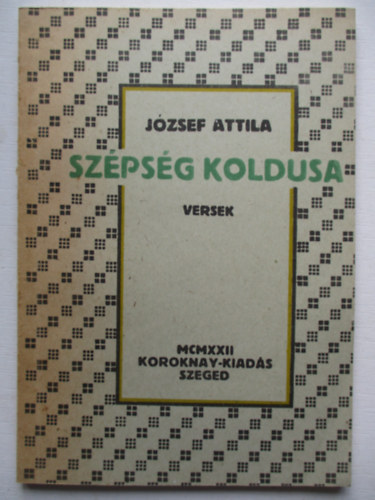 JÓZSEF ATTILA
SZÉPSÉG KOLDUSA
VERSEK
MCMXXII
KOROKNAY-KIADÁS
SZEGED